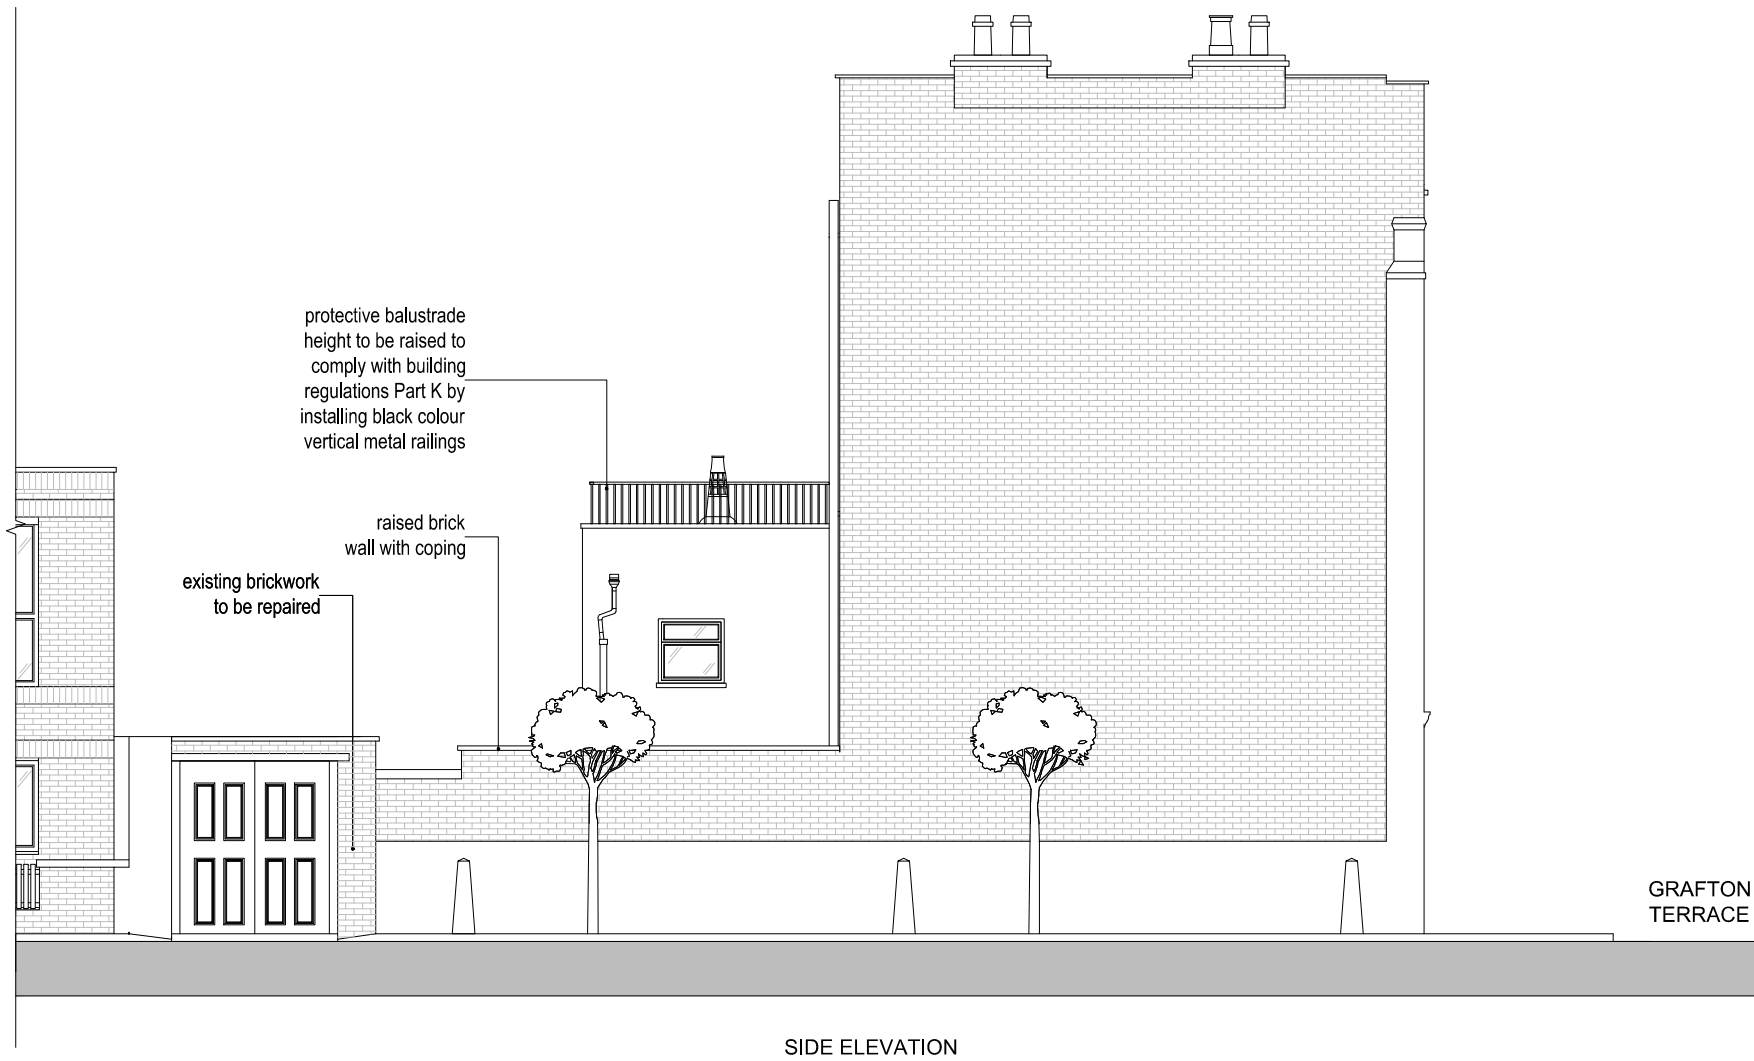 protective balustrade
height to be raised to
comply with building
regulations Part K by
installing black colour
vertical metal railings
raised brick
wall with coping
existing brickwork
to be repaired
GRAFTON
TERRACE
SIDE ELEVATION